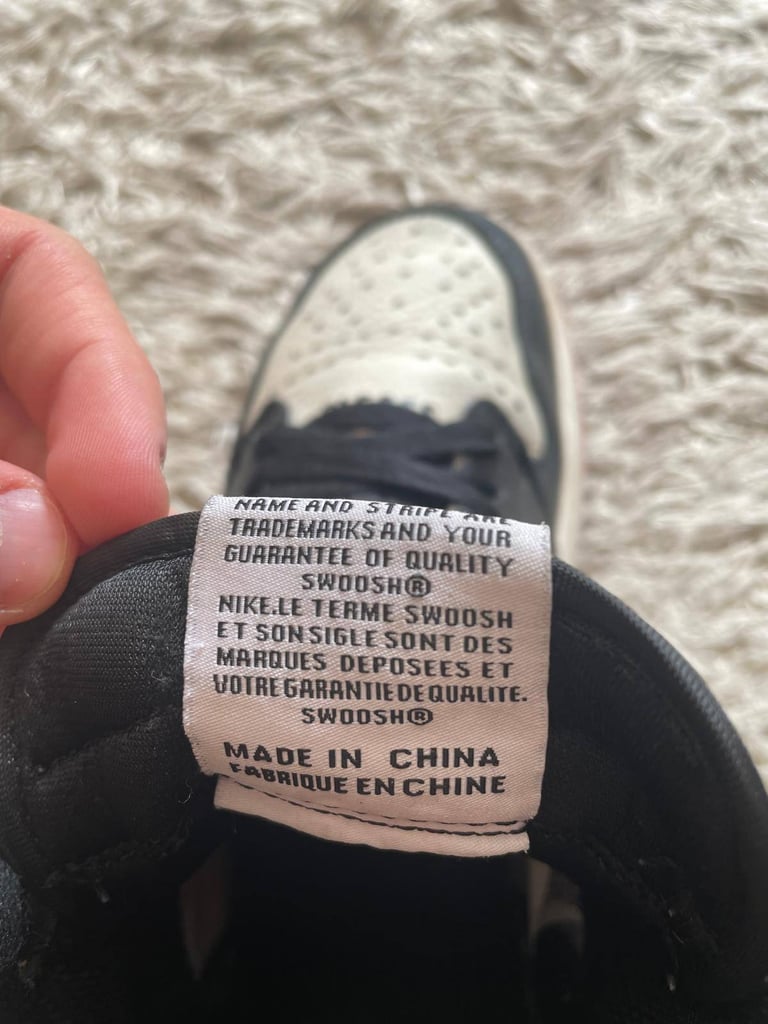 NAME AND STRIPE ARE
TRADEMARKS AND YOUR
GUARANTEE OF QUALITY
SWOOSH®
NIKE.LE TERME SWOOSH
ET SON SIGLE SONT DES
MARQUES DEPOSEES ET
VOTRE GARANTIE DE QUALITE.
SWOOSH®
MADE IN CHINA
FABRIQUE EN CHINE